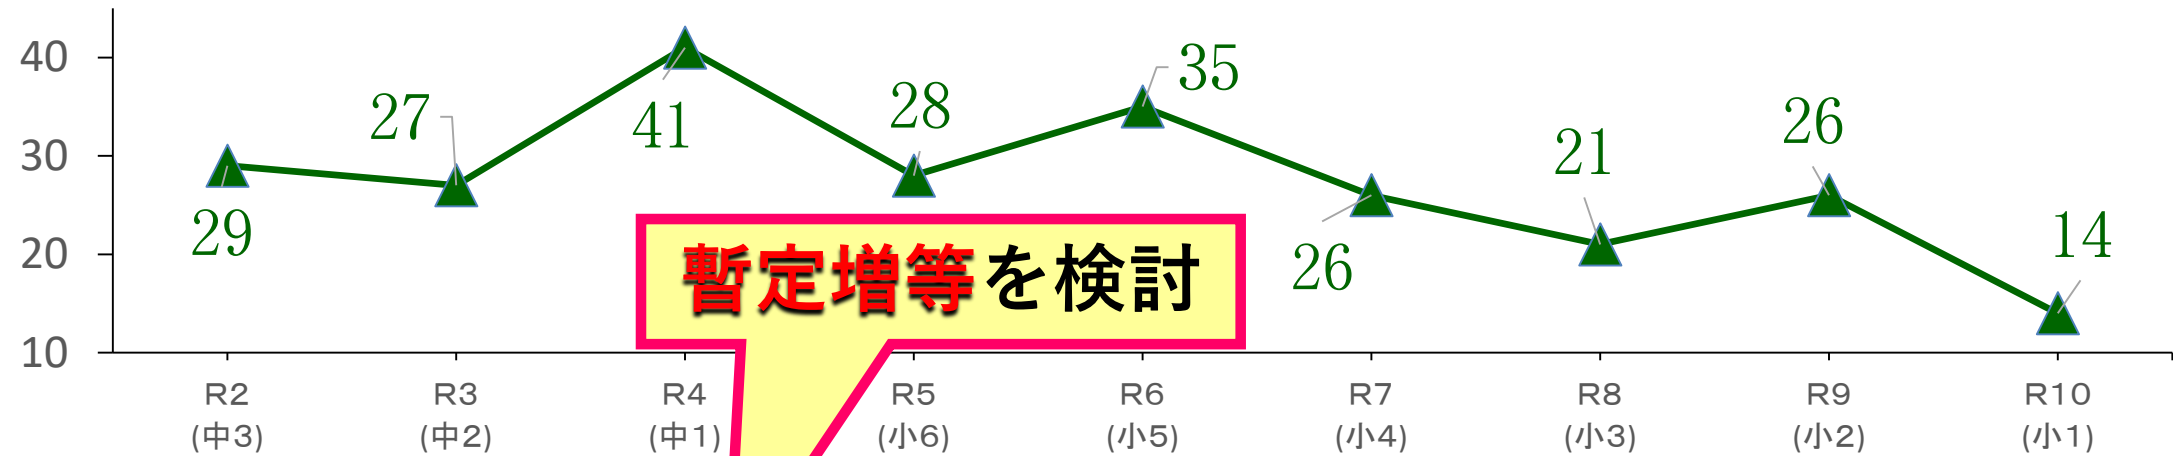 40
30
20
10
29
27
41
28
35
26
21
26
14
暫定増等を検討
R2
(中3)
R3
(中2)
R4
(中1)
R5
(小6)
R6
(小5)
R7
(小4)
R8
(小3)
R9
(小2)
R10
(小1)